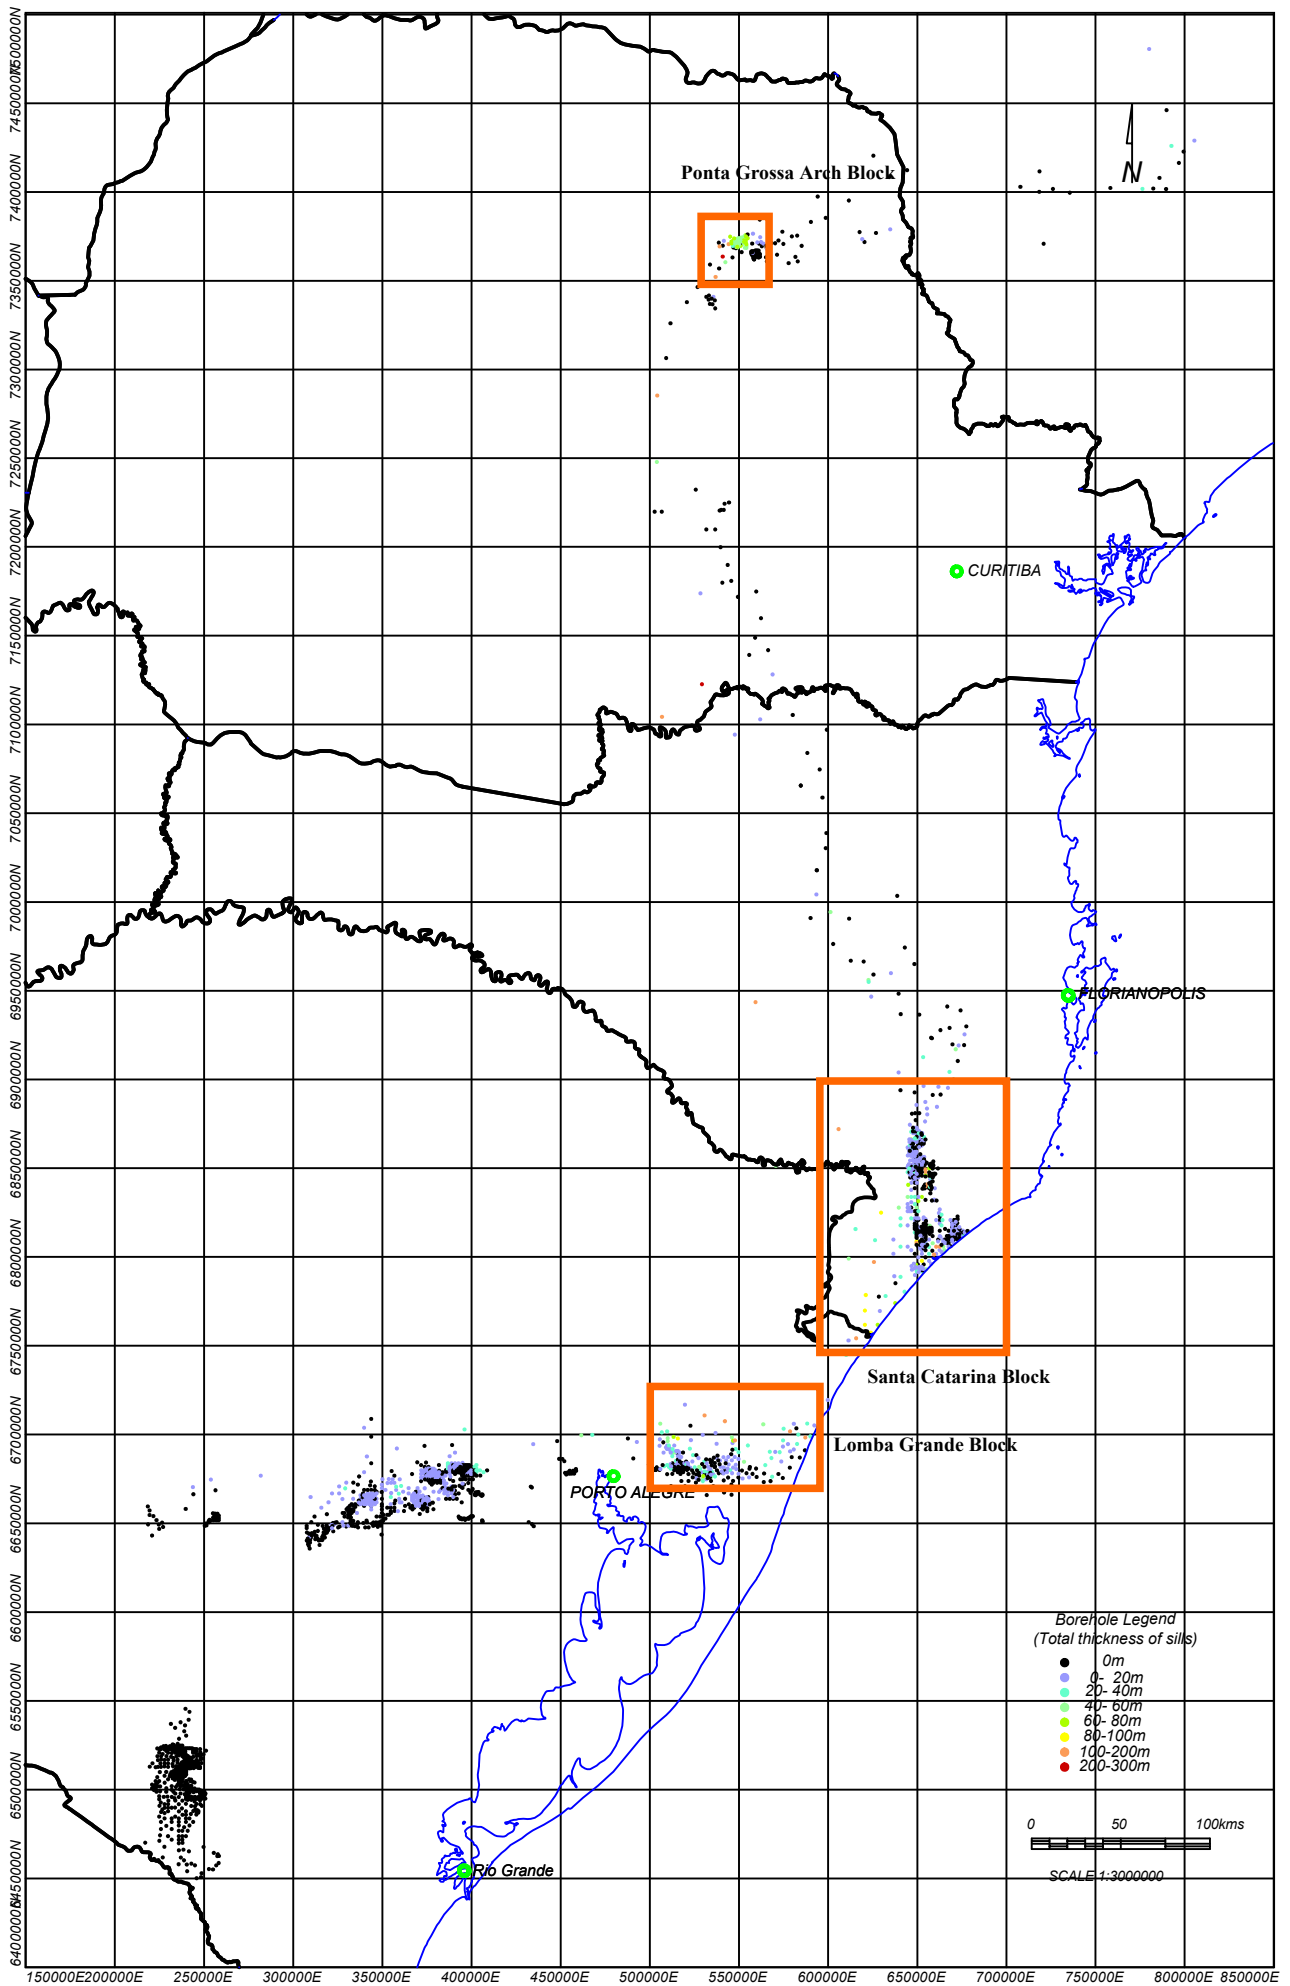 7500000N
7450000N
N
Ponta Grossa Arch Block
7400000N
7350000N
7300000N
7250000N
7200000N
CURITIBA
7150000N
7100000N
7050000N
7000000N
6950000N
FLORIANOPOLIS
6900000N
6850000N
6800000N
6750000N
Santa Catarina Block
6700000N
Lomba Grande Block
PORTO ALEGRE
6650000N
6600000N
Borehole Legend
(Total thickness of sills)
0m
0- 20m
20- 40m
40- 60m
60- 80m
80-100m
100-200m
200-300m
6550000N
6500000N
0 50 100kms
SCALE 1:3000000
6450000N
Rio Grande
6400000N
150000E 200000E 250000E 300000E 350000E 400000E 450000E 500000E 550000E 600000E 650000E 700000E 750000E 800000E 850000E